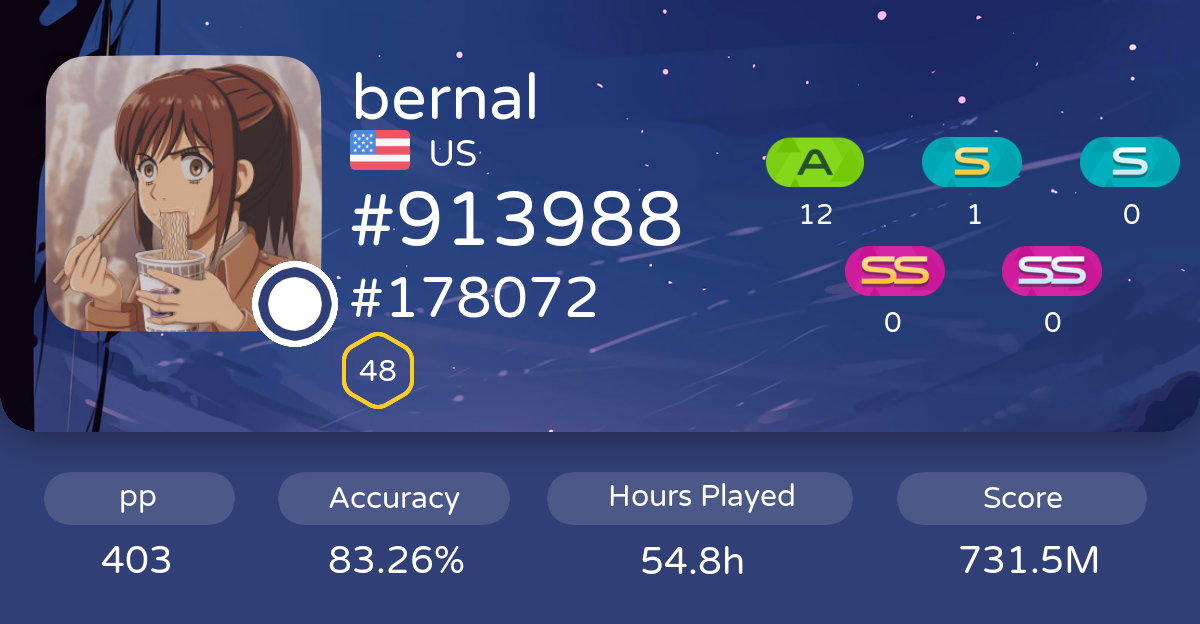 bernal
US
#913988
#178072
48
A S S
12 1 0
SS SS
0 0
pp Accuracy Hours Played Score
403 83.26% 54.8h 731.5M